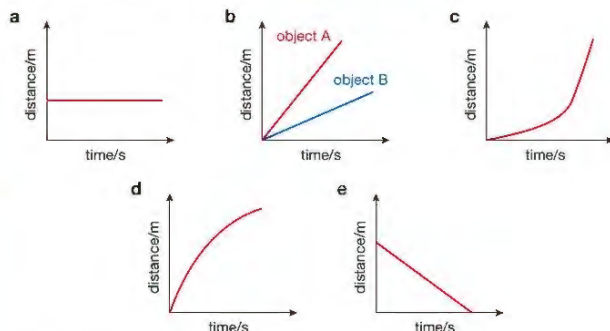 a
distance/m
time/s
b
object A
object B
distance/m
time/s
c
distance/m
time/s
d
distance/m
time/s
e
distance/m
time/s